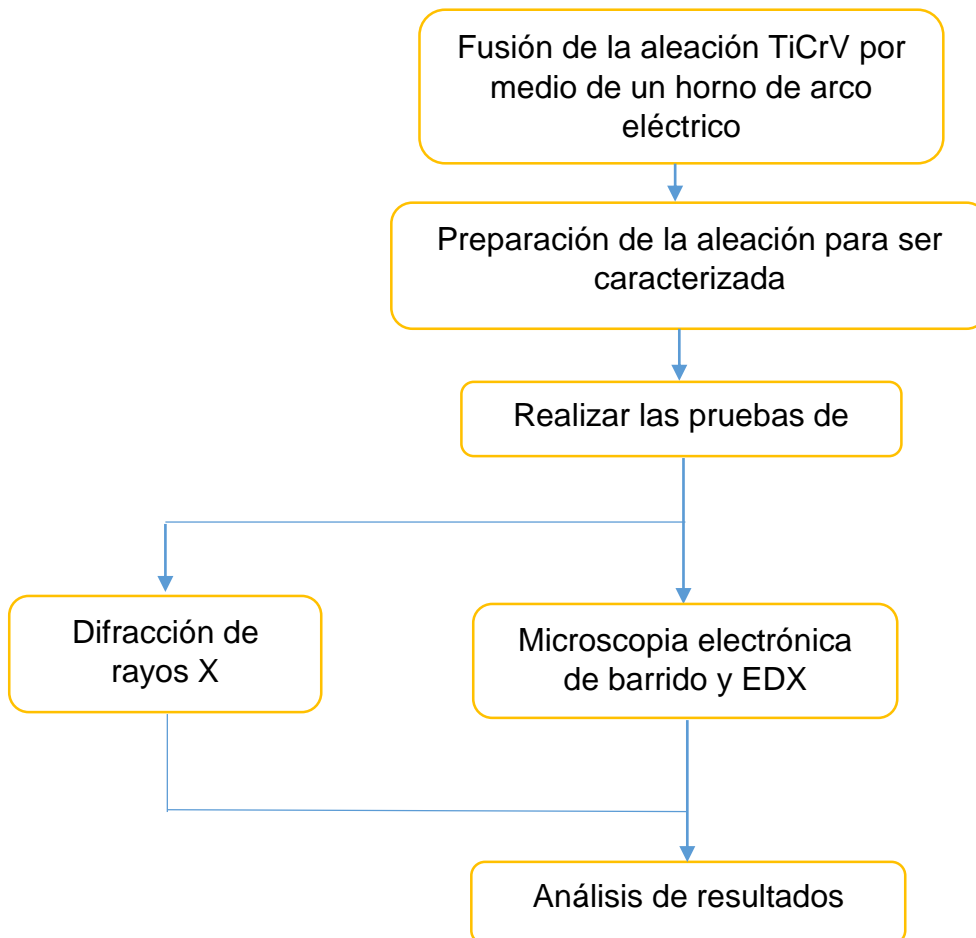 Fusión de la aleación TiCrV por
medio de un horno de arco
eléctrico
Preparación de la aleación para ser
caracterizada
Realizar las pruebas de
Difracción de
rayos X
Microscopia electrónica
de barrido y EDX
Análisis de resultados